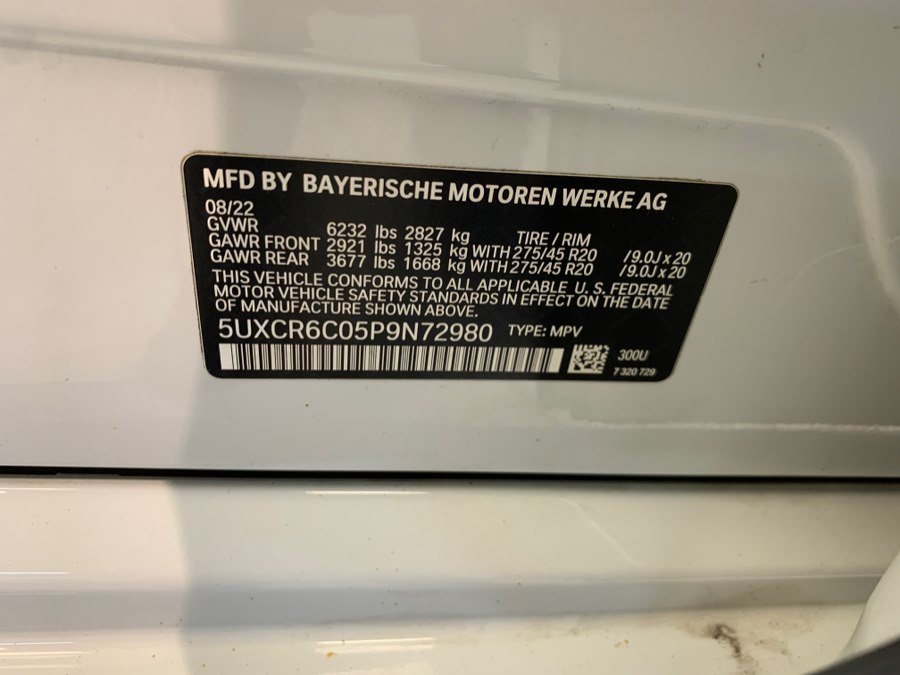 MFD BY BAYERISCHE MOTOREN WERKE AG
08/22
GVWR 6232 lbs 2827 kg TIRE / RIM
GAWR FRONT 2921 lbs 1325 kg WITH 275/45 R20 / 9.0J x 20
GAWR REAR 3677 lbs 1668 kg WITH 275/45 R20 / 9.0J x 20
THIS VEHICLE CONFORMS TO ALL APPLICABLE U. S. FEDERAL
MOTOR VEHICLE SAFETY STANDARDS IN EFFECT ON THE DATE
OF MANUFACTURE SHOWN ABOVE.
5UXCR6C05P9N72980 TYPE: MPV
300U
7 320 729